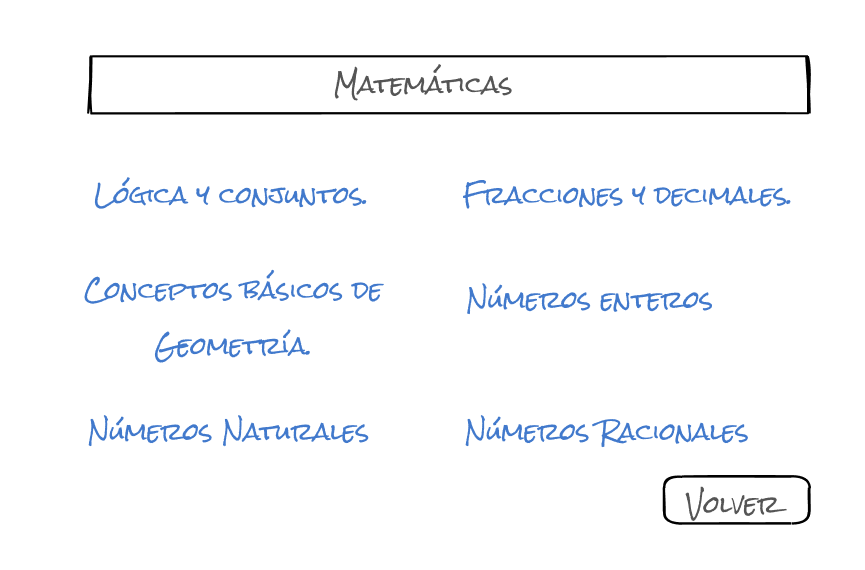 Matemáticas
Lógica y conjuntos.
Fracciones y decimales.
Conceptos básicos de
Geometría.
Números enteros
Números Naturales
Números Racionales
Volver